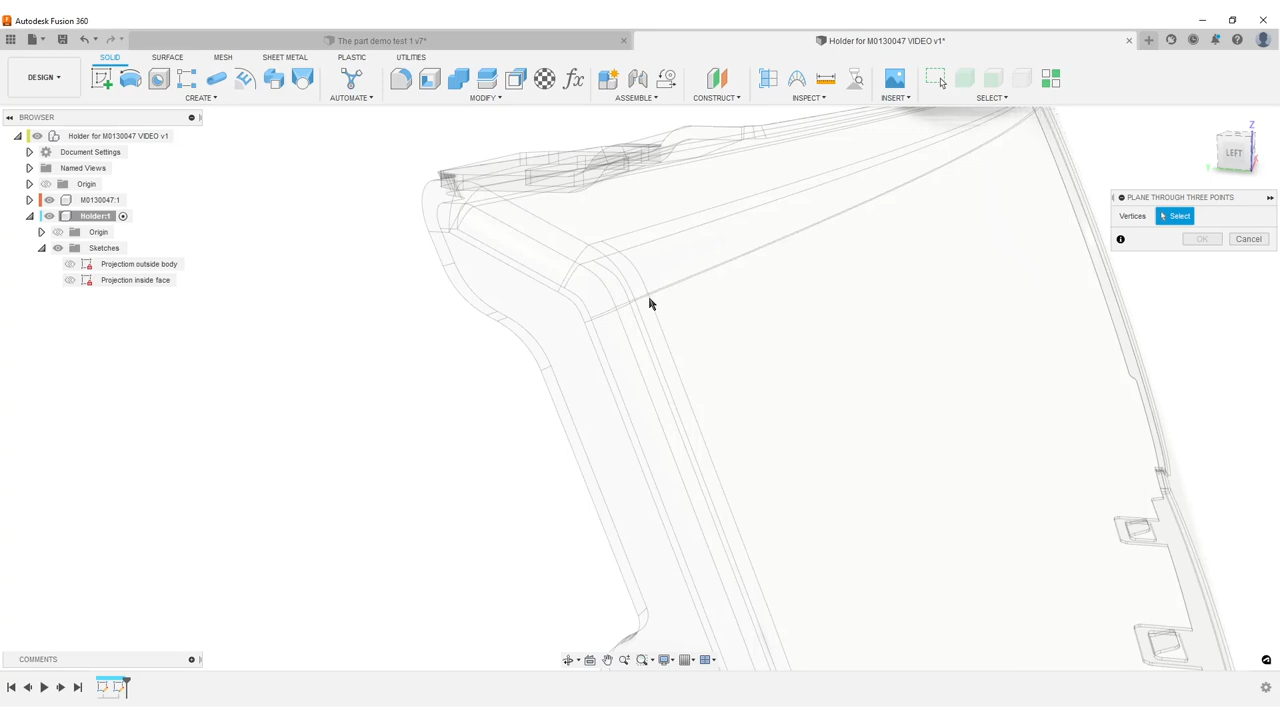 Autodesk Fusion 360
The part demo test 1 v7*
Holder for M0130047 VIDEO v1*
SOLID SURFACE MESH SHEET METAL PLASTIC UTILITIES
DESIGN
CREATE AUTOMATE MODIFY ASSEMBLE CONSTRUCT INSPECT INSERT SELECT
BROWSER
Holder for M0130047 VIDEO v1
Document Settings
Named Views
Origin
M0130047:1
Holder:1
Origin
Sketches
Projectiom outside body
Projection inside face
Z
LEFT
Y
PLANE THROUGH THREE POINTS
Vertices Select
OK Cancel
COMMENTS